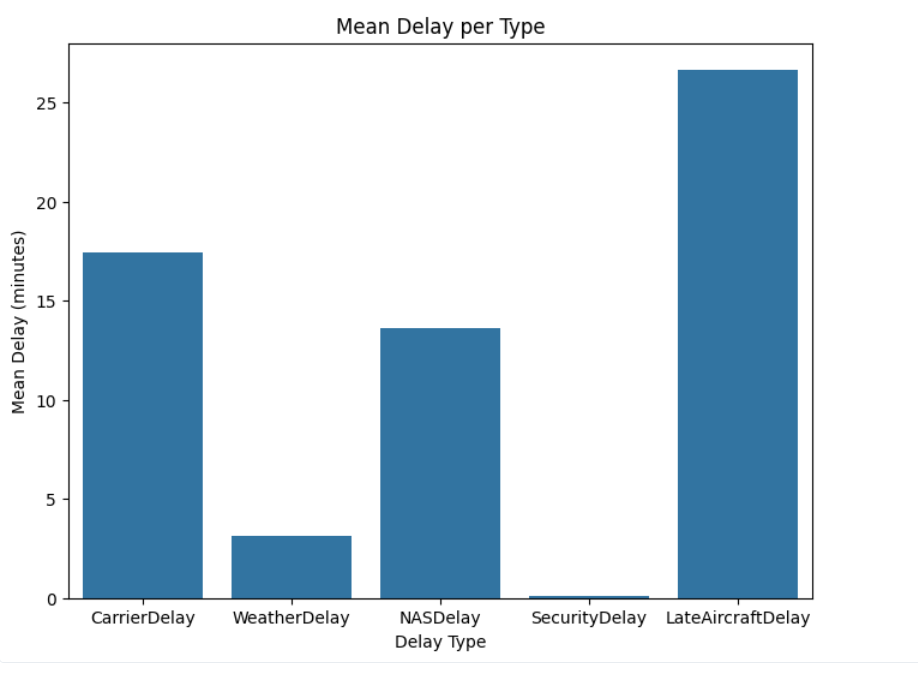 Mean Delay per Type
Mean Delay (minutes)
25
20
15
10
5
0
CarrierDelay WeatherDelay NASDelay SecurityDelay LateAircraftDelay
Delay Type